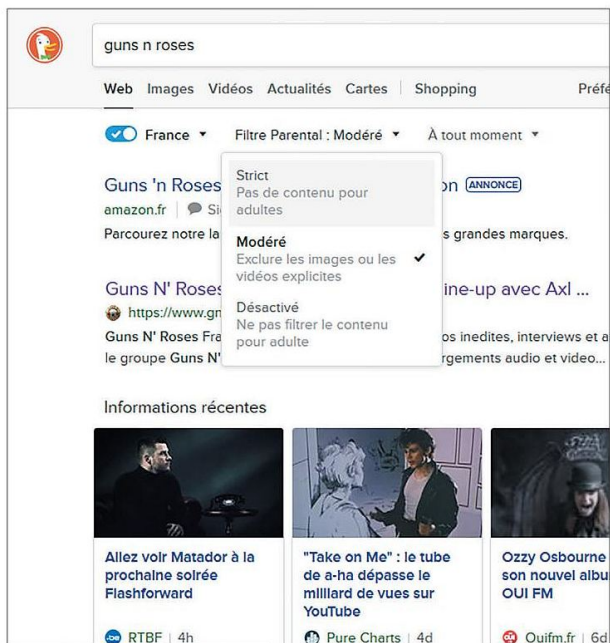 guns n roses
Web Images Vidéos Actualités Cartes Shopping Préfé
France Filtre Parental : Modéré À tout moment
Strict
Pas de contenu pour
adultes
Modéré
Exclure les images ou les
vidéos explicites
Désactivé
Ne pas filtrer le contenu
pour adulte
Guns 'n Roses on ANNONCE
amazon.fr Si
Parcourez notre la s grandes marques.
Guns N' Roses ine-up avec Axl ...
https://www.gn
Guns N' Roses Fra os inedites, interviews et a
le groupe Guns N' rgements audio et video...
Informations récentes
Allez voir Matador à la
prochaine soirée
Flashforward
RTBF 4h
"Take on Me" : le tube
de a-ha dépasse le
milliard de vues sur
YouTube
Pure Charts 4d
Ozzy Osbourne
son nouvel albu
OUI FM
Ouifm.fr 6d